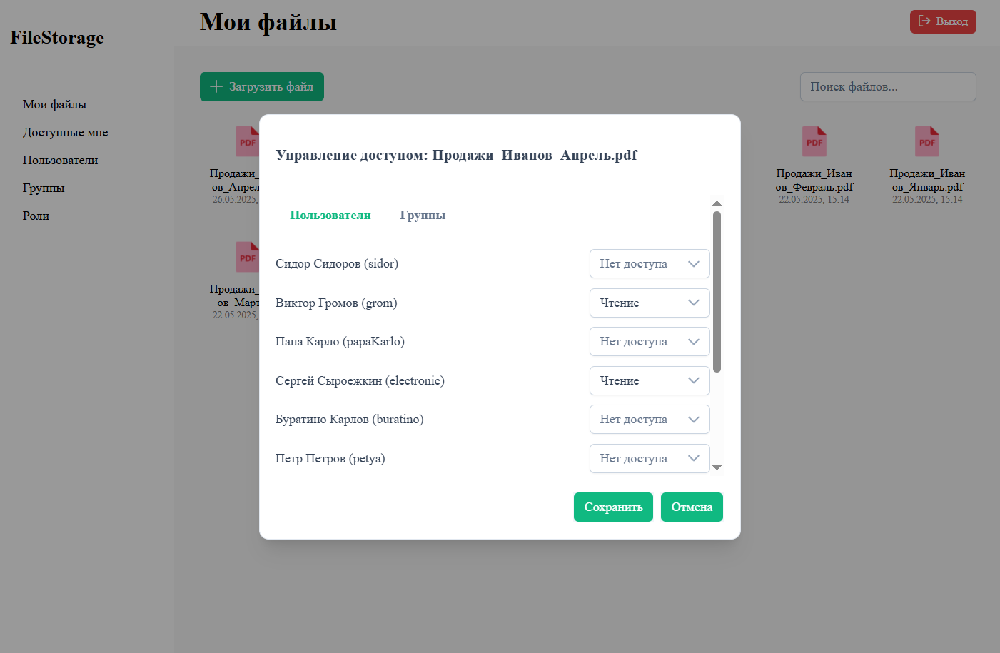 FileStorage
Мои файлы
Выход
Мои файлы
Доступные мне
Пользователи
Группы
Роли
Загрузить файл
Поиск файлов...
PDF
Продажи_
ов_Апрел
26.05.2025,
PDF
Продажи_Иван
ов_Февраль.pdf
22.05.2025, 15:14
PDF
Продажи_Иван
ов_Январь.pdf
22.05.2025, 15:14
PDF
Продажи_
ов_Март
22.05.2025,
Управление доступом: Продажи_Иванов_Апрель.pdf
Пользователи Группы
Сидор Сидоров (sidor) Нет доступа
Виктор Громов (grom) Чтение
Папа Карло (papaKarlo) Нет доступа
Сергей Сыроежкин (electronic) Чтение
Буратино Карлов (buratino) Нет доступа
Петр Петров (petya) Нет доступа
Сохранить Отмена